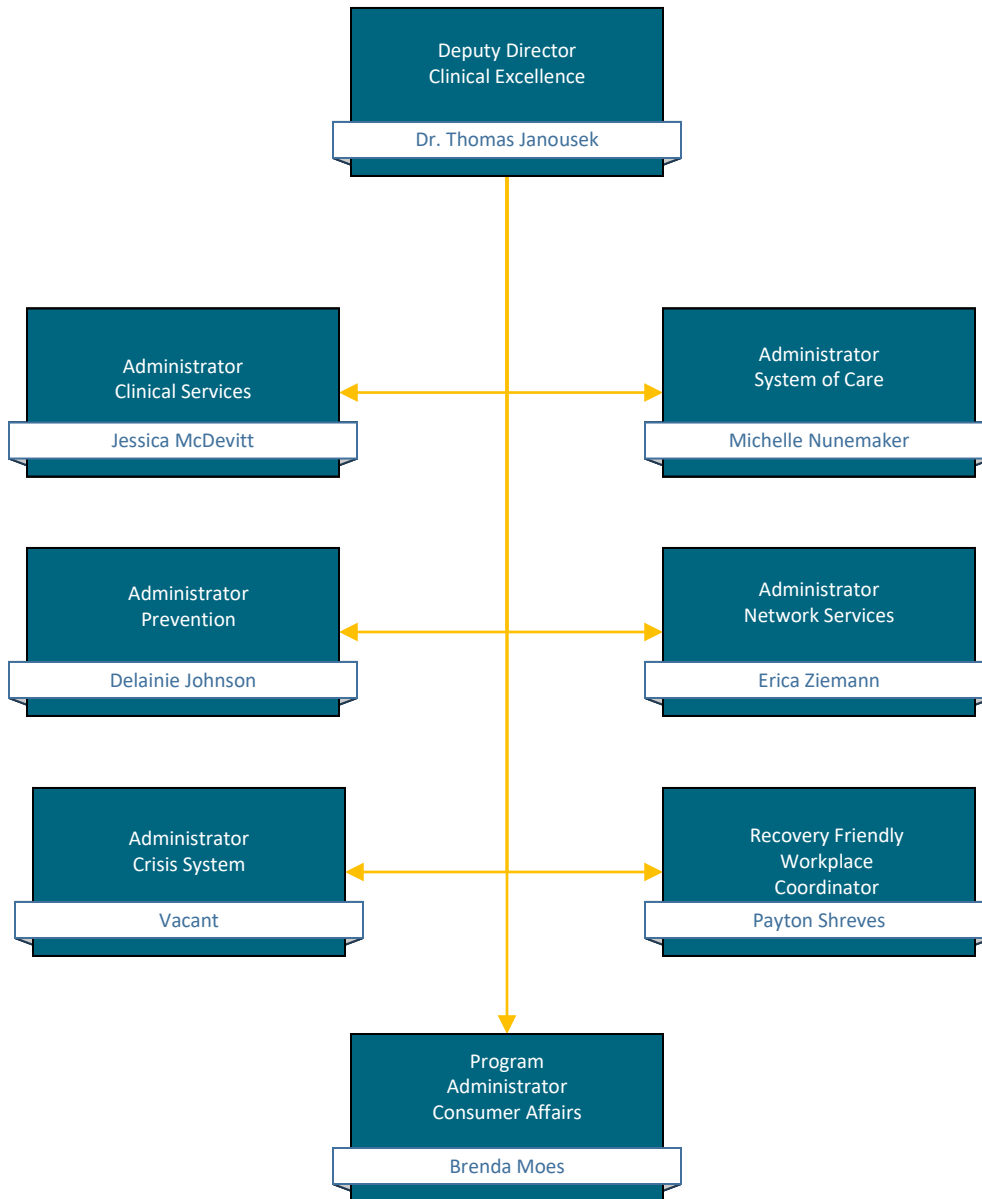 Deputy Director
Clinical Excellence
Dr. Thomas Janousek
Administrator
Clinical Services
Jessica McDevitt
Administrator
System of Care
Michelle Nunemaker
Administrator
Prevention
Delainie Johnson
Administrator
Network Services
Erica Ziemann
Administrator
Crisis System
Vacant
Recovery Friendly
Workplace
Coordinator
Payton Shreves
Program
Administrator
Consumer Affairs
Brenda Moes